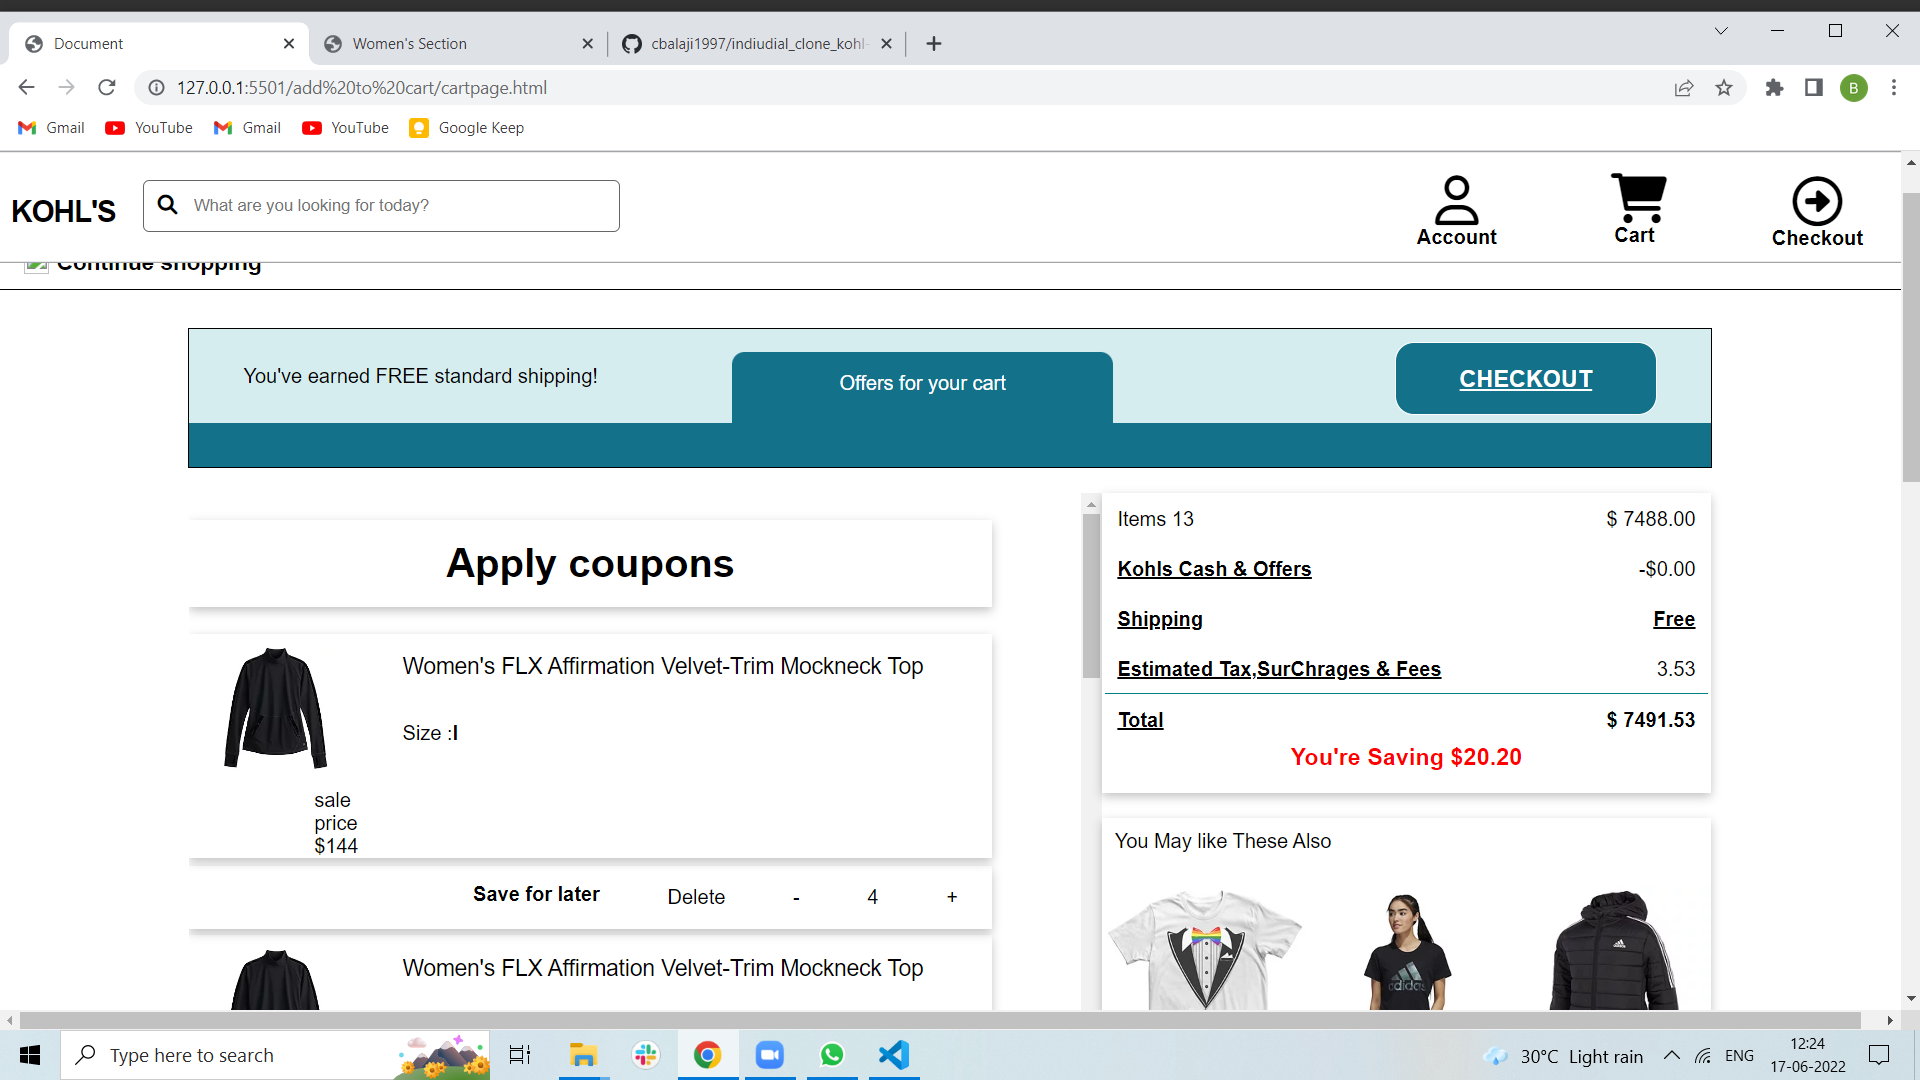 Document
Women's Section
cbalaji1997/indiudial_clone_kohl-
127.0.0.1:5501/add%20to%20cart/cartpage.html
B
Gmail
YouTube
Gmail
YouTube
Google Keep
KOHL'S
What are you looking for today?
Account
Cart
Checkout
Continue shopping
You've earned FREE standard shipping!
Offers for your cart
CHECKOUT
Apply coupons
Items 13
$ 7488.00
Kohls Cash & Offers
-$0.00
Shipping
Free
Estimated Tax,SurChrages & Fees
3.53
Total
$ 7491.53
You're Saving $20.20
Women's FLX Affirmation Velvet-Trim Mockneck Top
Size :l
sale
price
$144
Save for later
Delete
-
4
+
Women's FLX Affirmation Velvet-Trim Mockneck Top
You May like These Also
adidas
Type here to search
30°C Light rain
ENG
12:24
17-06-2022